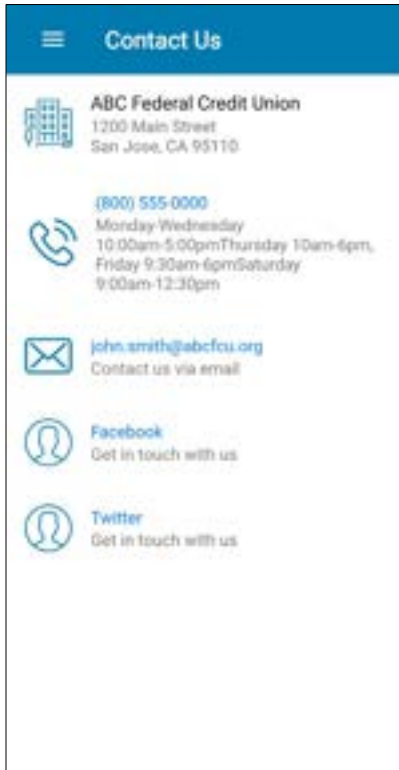 Contact Us
ABC Federal Credit Union
1200 Main Street
San Jose, CA 95110
(800) 555-0000
Monday-Wednesday
10:00am-5:00pmThursday 10am-6pm,
Friday 9:30am-6pmSaturday
9:00am-12:30pm
john.smith@abcfcu.org
Contact us via email
Facebook
Get in touch with us
Twitter
Get in touch with us